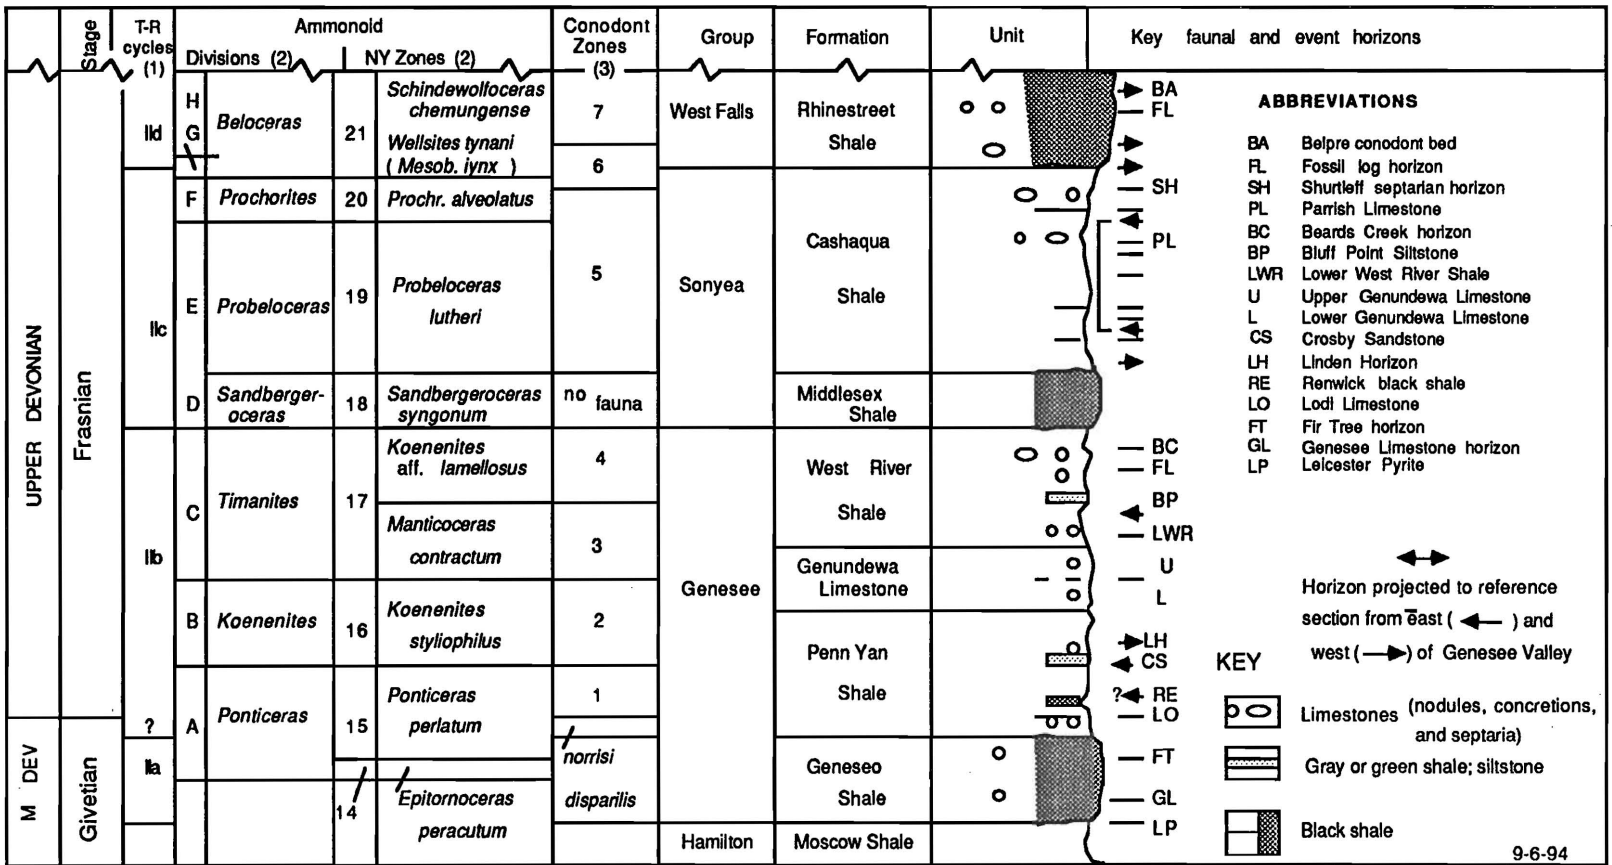 Stage
T-R
cycles
(1)
Ammonoid
Divisions (2)
NY Zones (2)
Conodont
Zones
(3)
Group
Formation
Unit
Key faunal and event horizons
UPPER DEVONIAN
M DEV
Frasnian
Givetian
IId
IIc
IIb
?
IIa
H
G
F
E
D
C
B
A
Beloceras
Prochorites
Probeloceras
Sandberger-
oceras
Timanites
Koenenites
Ponticeras
21
20
19
18
17
16
15
14
Schindewolfoceras
chemungense
Wellsites tynani
( Mesob. iynx )
Prochr. alveolatus
Probeloceras
lutheri
Sandbergeroceras
syngonum
Koenenites
aff. lamellosus
Manticoceras
contractum
Koenenites
styliophilus
Ponticeras
perlatum
Epitornoceras
peracutum
7
6
5
no fauna
4
3
2
1
norrisi
disparilis
West Falls
Sonyea
Genesee
Hamilton
Rhinestreet
Shale
Cashaqua
Shale
Middlesex
Shale
West River
Shale
Genundewa
Limestone
Penn Yan
Shale
Geneseo
Shale
Moscow Shale
BA
FL
SH
PL
BC
FL
BP
LWR
U
L
LH
CS
? RE
LO
FT
GL
LP
ABBREVIATIONS
BA Belpre conodont bed
FL Fossil log horizon
SH Shurtleff septarian horizon
PL Parrish Limestone
BC Beards Creek horizon
BP Bluff Point Siltstone
LWR Lower West River Shale
U Upper Genundewa Limestone
L Lower Genundewa Limestone
CS Crosby Sandstone
LH Linden Horizon
RE Renwick black shale
LO Lodi Limestone
FT Fir Tree horizon
GL Genesee Limestone horizon
LP Leicester Pyrite
Horizon projected to reference
section from east ( ← ) and
west ( → ) of Genesee Valley
KEY
Limestones (nodules, concretions,
and septaria)
Gray or green shale; siltstone
Black shale
9-6-94